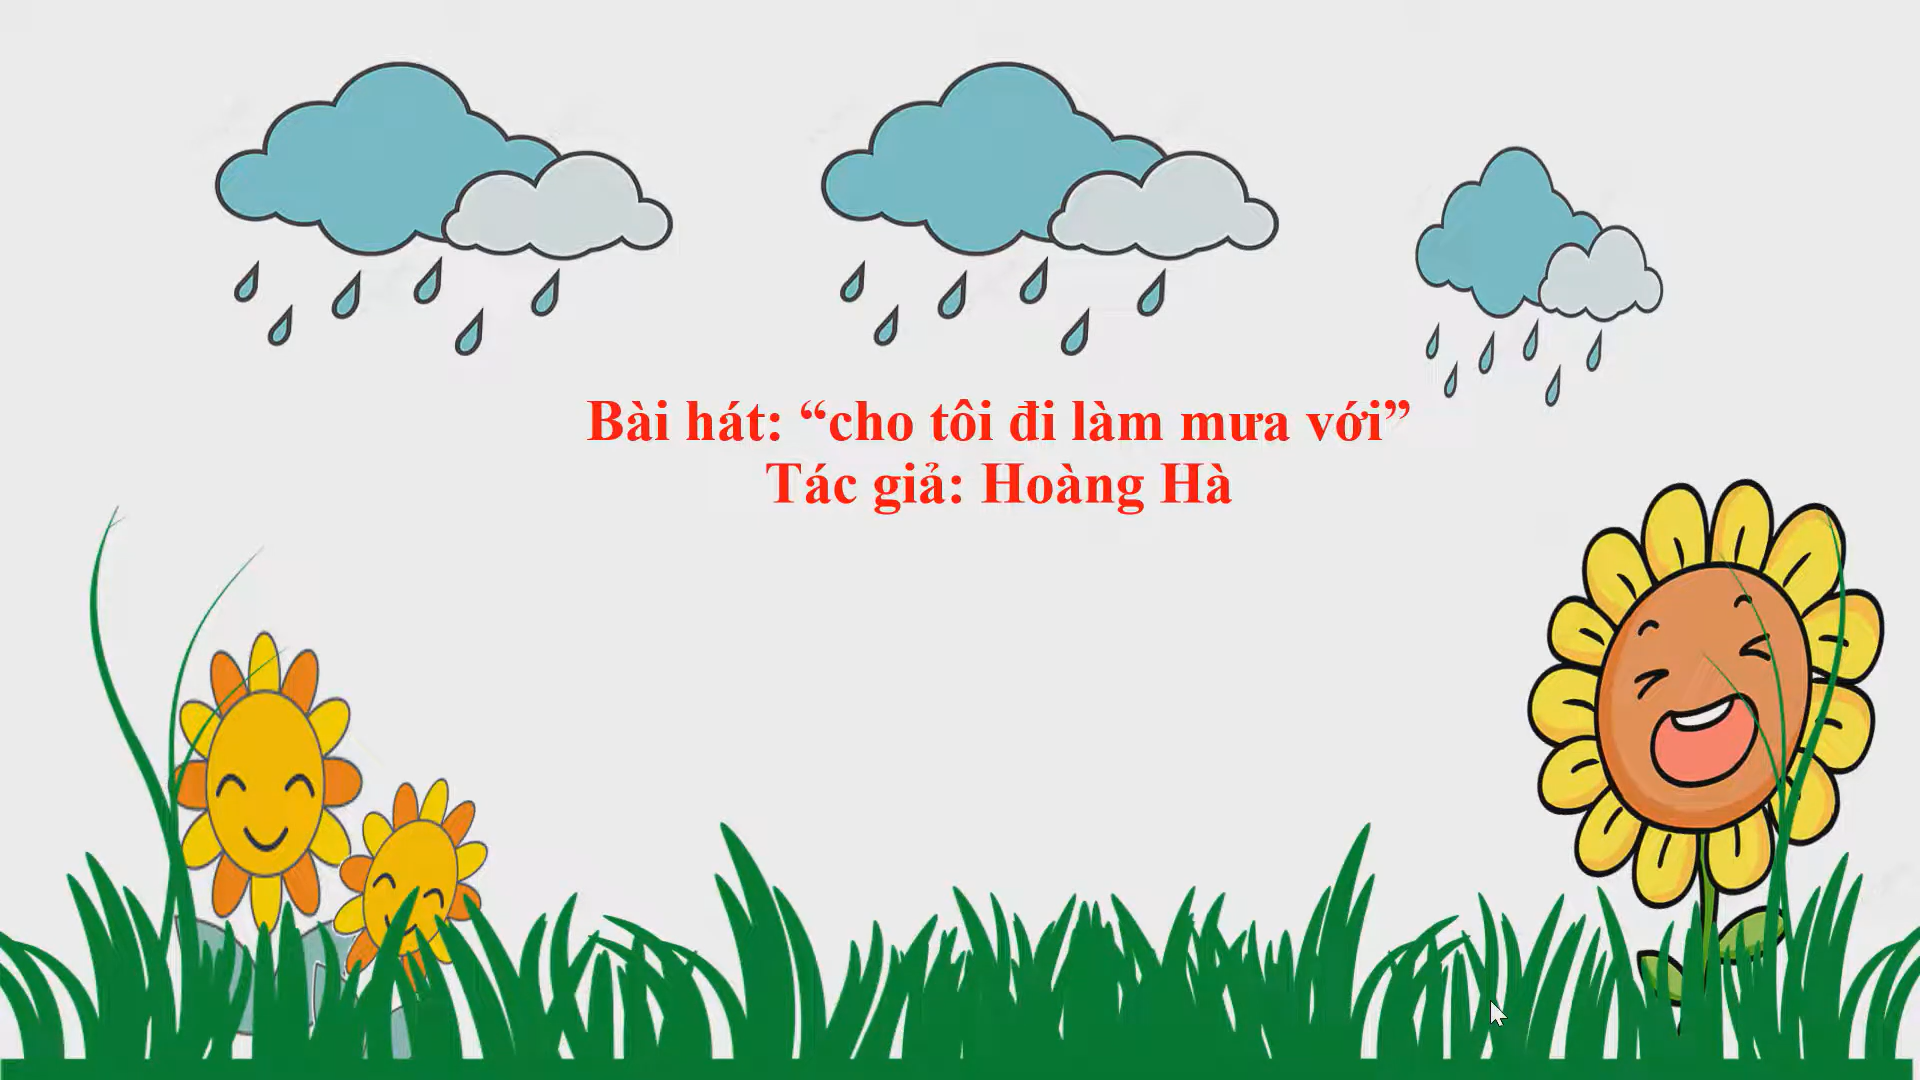 Bài hát: “cho tôi đi làm mưa với”
Tác giả: Hoàng Hà